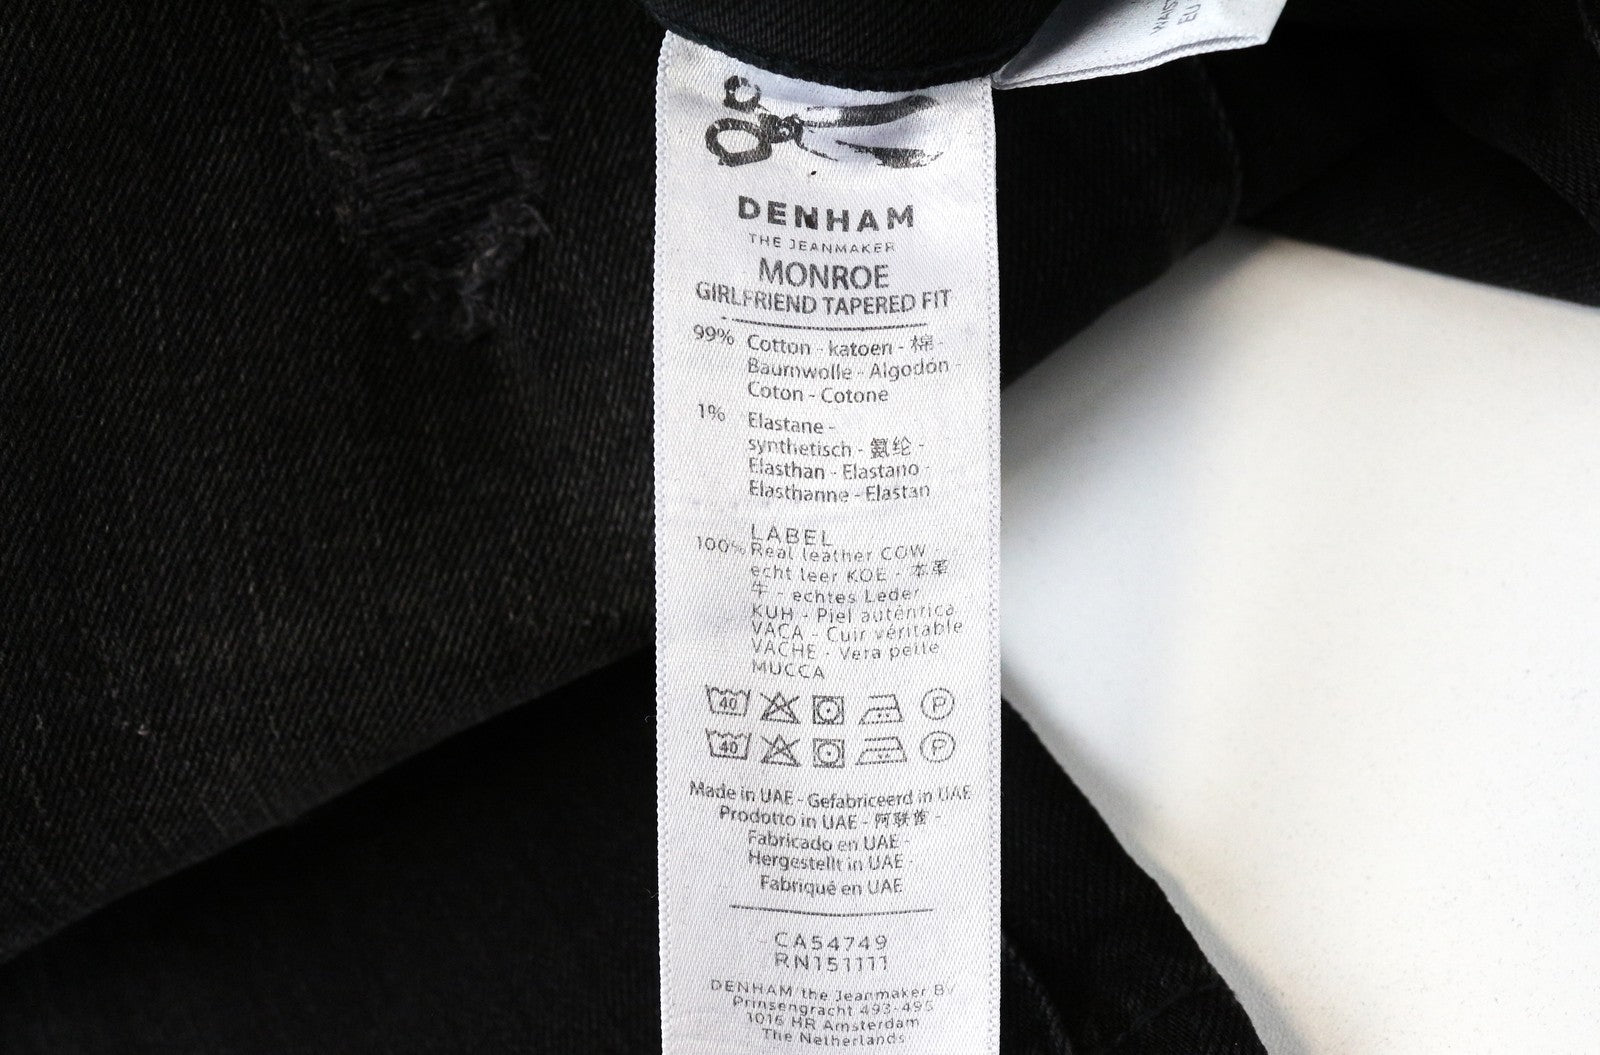 WAIS
EU
DENHAM
THE JEANMAKER
MONROE
GIRLFRIEND TAPERED FIT
99% Cotton - katoen - 棉 -
Baumwolle - Algodón -
Coton - Cotone
1% Elastane -
synthetisch - 氨纶 -
Elasthan - Elastano -
Elasthanne - Elastan
LABEL
100% Real leather COW -
echt leer KOE - 本革
牛 - echtes Leder
KUH - Piel auténtica
VACA - Cuir véritable
VACHE - Vera pelle
MUCCA
40 P
40 P
Made in UAE - Gefabriceerd in UAE
Prodotto in UAE - 阿联酋 -
Fabricado en UAE -
Hergestellt in UAE -
Fabriqué en UAE
CA54749
RN151111
DENHAM the Jeanmaker BV
Prinsengracht 493-495
1016 HR Amsterdam
The Netherlands